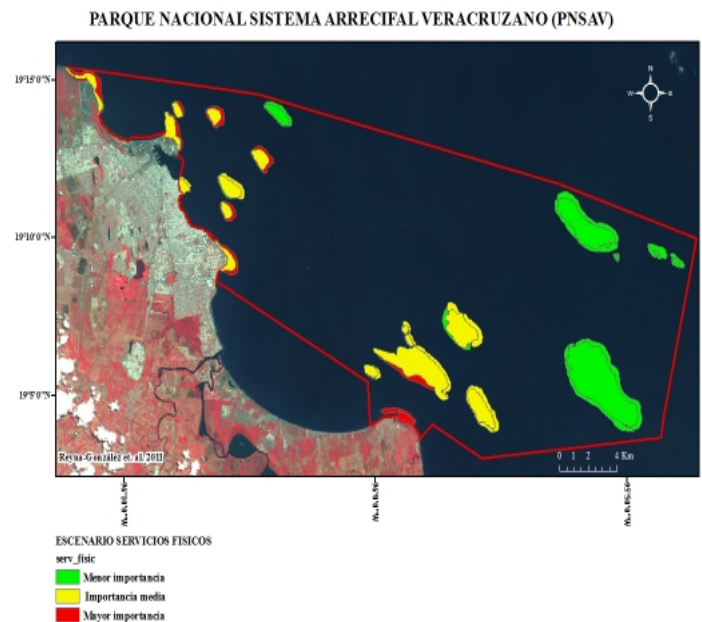 PARQUE NACIONAL SISTEMA ARRECIFAL VERACRUZANO (PNSAV)
19°15'0"N
N
W
E
S
19°10'0"N
19°5'0"N
Reyna-González et. al/2011
0 1 2 4 Km
ESCENARIO SERVICIOS FISICOS
serv_fisic
Menor importancia
Importancia media
Mayor importancia